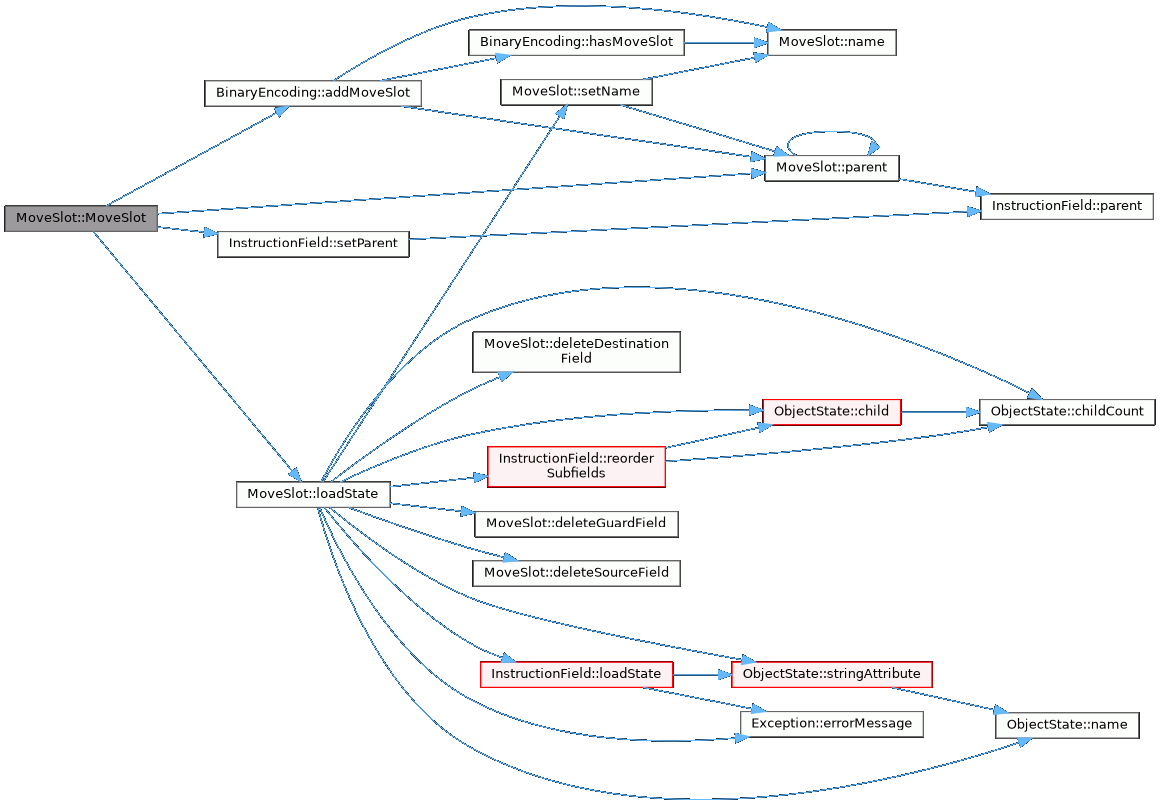 BinaryEncoding::hasMoveSlot
MoveSlot::name
BinaryEncoding::addMoveSlot
MoveSlot::setName
MoveSlot::parent
InstructionField::parent
MoveSlot::MoveSlot
InstructionField::setParent
MoveSlot::deleteDestination
Field
ObjectState::child
ObjectState::childCount
InstructionField::reorder
Subfields
MoveSlot::loadState
MoveSlot::deleteGuardField
MoveSlot::deleteSourceField
InstructionField::loadState
ObjectState::stringAttribute
Exception::errorMessage
ObjectState::name